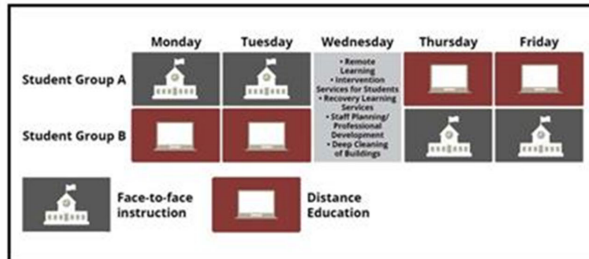 Monday Tuesday Wednesday Thursday Friday
Student Group A
• Remote
Learning
• Intervention
Services for Students
• Recovery Learning
Services
• Staff Planning/
Professional
Development
• Deep Cleaning
of Buildings
Student Group B
Face-to-face
instruction
Distance
Education